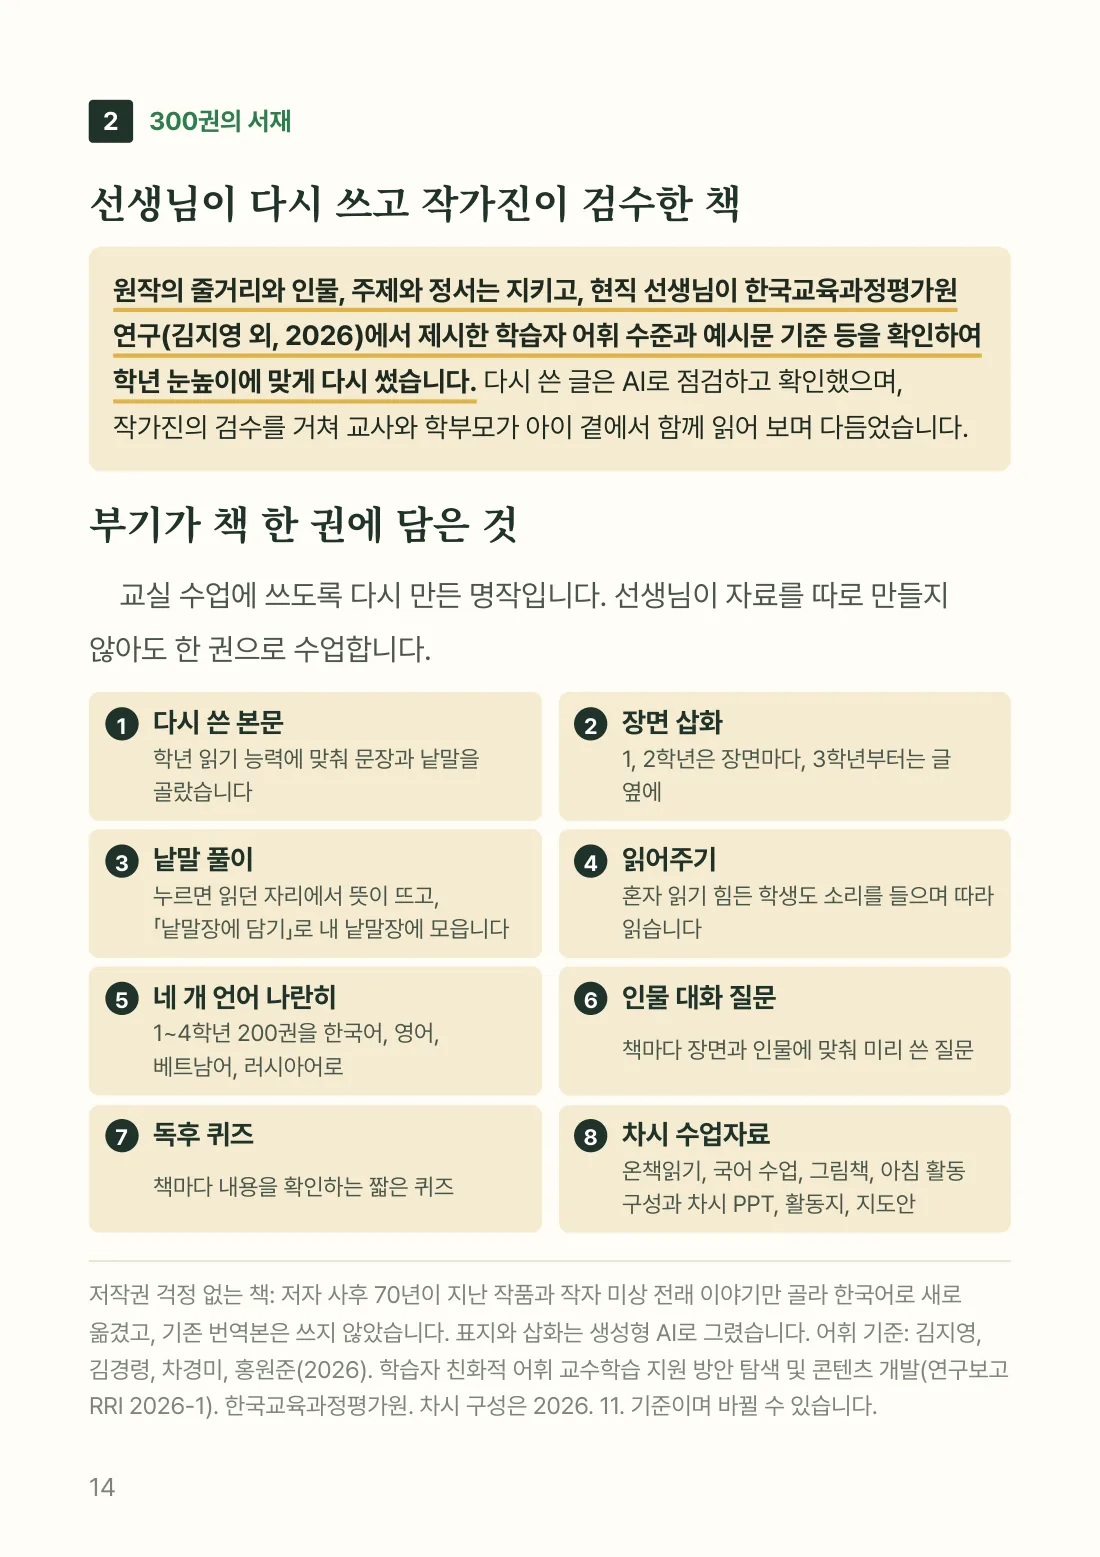 2 300권의 서재
선생님이 다시 쓰고 작가진이 검수한 책
원작의 줄거리와 인물, 주제와 정서는 지키고, 현직 선생님이 한국교육과정평가원
연구(김지영 외, 2026)에서 제시한 학습자 어휘 수준과 예시문 기준 등을 확인하여
학년 눈높이에 맞게 다시 썼습니다. 다시 쓴 글은 AI로 점검하고 확인했으며,
작가진의 검수를 거쳐 교사와 학부모가 아이 곁에서 함께 읽어 보며 다듬었습니다.
부기가 책 한 권에 담은 것
교실 수업에 쓰도록 다시 만든 명작입니다. 선생님이 자료를 따로 만들지
않아도 한 권으로 수업합니다.
1 다시 쓴 본문
학년 읽기 능력에 맞춰 문장과 낱말을
골랐습니다
2 장면 삽화
1, 2학년은 장면마다, 3학년부터는 글
옆에
3 낱말 풀이
누르면 읽던 자리에서 뜻이 뜨고,
「낱말장에 담기」로 내 낱말장에 모읍니다
4 읽어주기
혼자 읽기 힘든 학생도 소리를 들으며 따라
읽습니다
5 네 개 언어 나란히
1~4학년 200권을 한국어, 영어,
베트남어, 러시아어로
6 인물 대화 질문
책마다 장면과 인물에 맞춰 미리 쓴 질문
7 독후 퀴즈
책마다 내용을 확인하는 짧은 퀴즈
8 차시 수업자료
온책읽기, 국어 수업, 그림책, 아침 활동
구성과 차시 PPT, 활동지, 지도안
저작권 걱정 없는 책: 저자 사후 70년이 지난 작품과 작자 미상 전래 이야기만 골라 한국어로 새로
옮겼고, 기존 번역본은 쓰지 않았습니다. 표지와 삽화는 생성형 AI로 그렸습니다. 어휘 기준: 김지영,
김경령, 차경미, 홍원준(2026). 학습자 친화적 어휘 교수학습 지원 방안 탐색 및 콘텐츠 개발(연구보고
RRI 2026-1). 한국교육과정평가원. 차시 구성은 2026. 11. 기준이며 바뀔 수 있습니다.
14